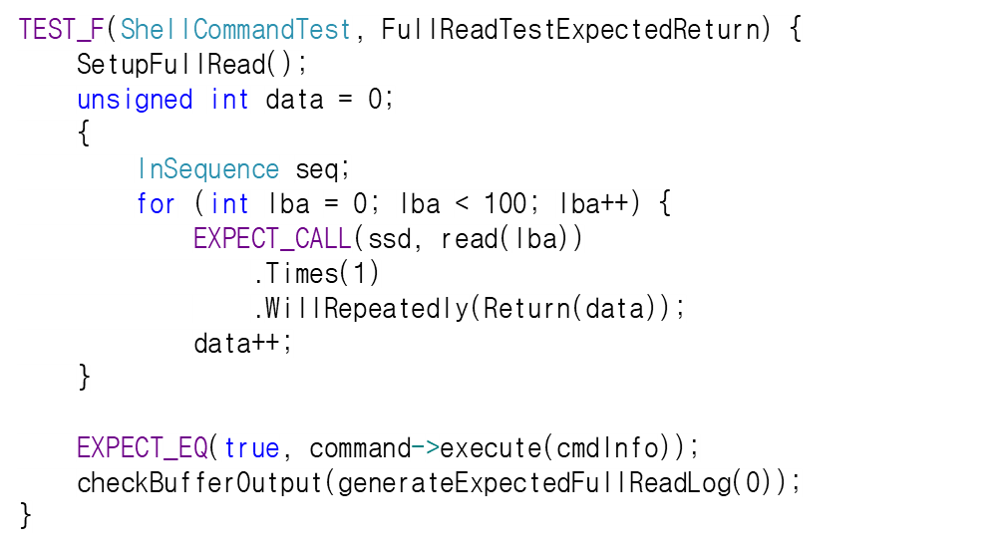 TEST_F(ShellCommandTest, FullReadTestExpectedReturn) {
    SetupFullRead();
    unsigned int data = 0;
    {
        InSequence seq;
        for (int lba = 0; lba < 100; lba++) {
            EXPECT_CALL(ssd, read(lba))
                .Times(1)
                .WillRepeatedly(Return(data));
            data++;
    }

    EXPECT_EQ(true, command->execute(cmdInfo));
    checkBufferOutput(generateExpectedFullReadLog(0));
}